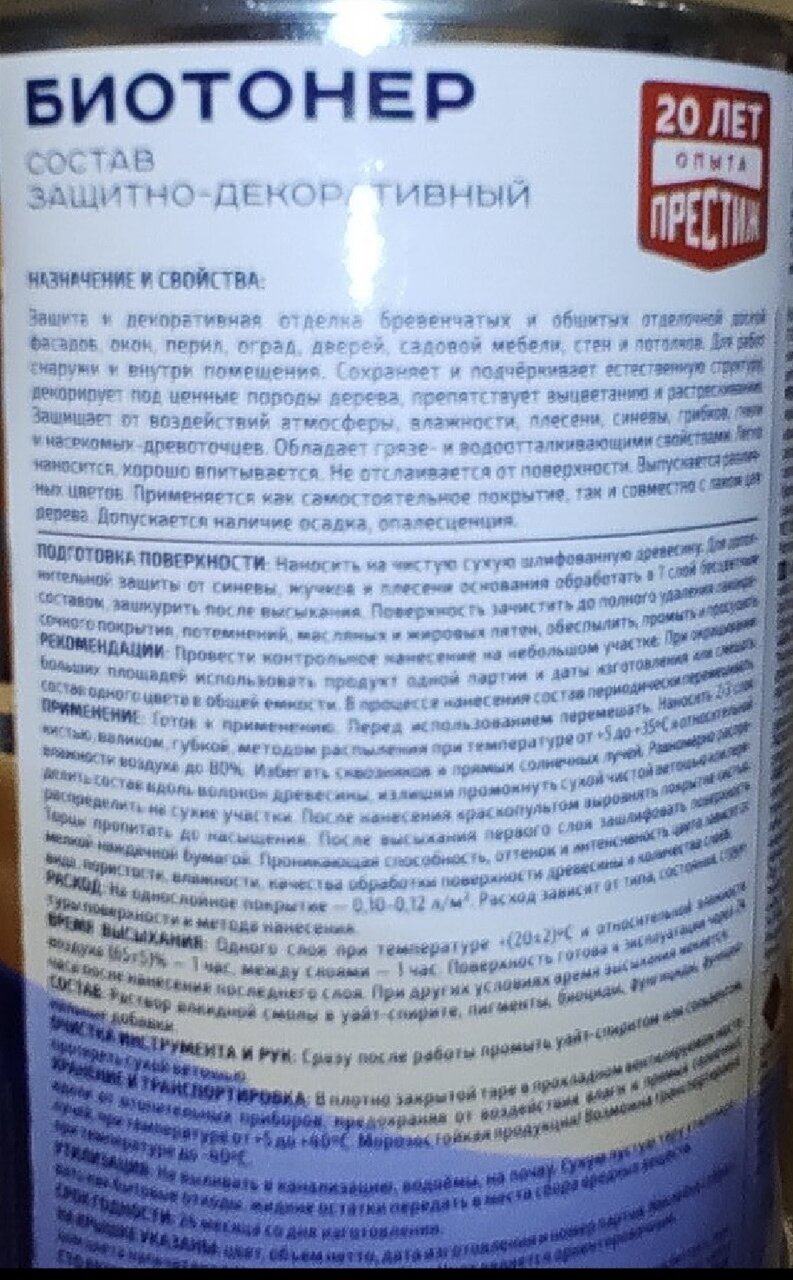 БИОТОНЕР
СОСТАВ
ЗАЩИТНО-ДЕКОРАТИВНЫЙ
20 ЛЕТ
ОПЫТА
ПРЕСТИЖ
НАЗНАЧЕНИЕ И СВОЙСТВА:
Защита и декоративная отделка бревенчатых и обшитых отделочной доской
фасадов, окон, перил, оград, дверей, садовой мебели, стен и потолков. Для работ
снаружи и внутри помещения. Сохраняет и подчёркивает естественную структуру,
декорирует под ценные породы дерева, препятствует выцветанию и растрескиванию.
Защищает от воздействий атмосферы, влажности, плесени, синевы, грибков, гнили
и насекомых-древоточцев. Обладает грязе- и водоотталкивающими свойствами. Легко
наносится, хорошо впитывается. Не отслаивается от поверхности. Выпускается различ-
ных цветов. Применяется как самостоятельное покрытие, так и совместно с лаком для
дерева. Допускается наличие осадка, опалесценция.
ПОДГОТОВКА ПОВЕРХНОСТИ: Наносить на чистую сухую шлифованную древесину. Для допол-
нительной защиты от синевы, жучков и плесени основания обработать в 1 слой бесцветным
составом, зашкурить после высыхания. Поверхность зачистить до полного удаления
покрытия, потемнений, масляных и жировых пятен, обеспылить, промыть и просушить.
РЕКОМЕНДАЦИИ: Провести контрольное нанесение на небольшом участке. При окрашивании
больших площадей использовать продукт одной партии и даты изготовления или смешать
состав одного цвета в общей ёмкости. В процессе нанесения состав периодически перемешивать.
ПРИМЕНЕНИЕ: Готов к применению. Перед использованием перемешать. Наносить 2-3 слоя
кистью, валиком, губкой, методом распыления при температуре от +5 до +35ºС и относительной
влажности воздуха до 80%. Избегать сквозняков и прямых солнечных лучей. Равномерно распре-
делить состав вдоль волокон древесины, излишки промокнуть сухой чистой ветошью или
распределить на сухие участки. После нанесения краскопультом выровнять покрытие кистью.
Торцы пропитать до насыщения. После высыхания первого слоя зашлифовать поверхность
мелкой наждачной бумагой. Проникающая способность, оттенок и интенсивность цвета зависят от
вида, пористости, влажности, качества обработки поверхности древесины и количества слоёв.
РАСХОД: На однослойное покрытие — 0,10-0,12 л/м². Расход зависит от типа, состояния, струк-
туры поверхности и метода нанесения.
ВРЕМЯ ВЫСЫХАНИЯ: Одного слоя при температуре +(20±2)ºС и относительной влажности
воздуха (65±5)% — 1 час, между слоями — 1 час. Поверхность готова к эксплуатации через 24
часа после нанесения последнего слоя. При других условиях время высыхания меняется.
СОСТАВ: Раствор алкидной смолы в уайт-спирите, пигменты, биоциды, фунгициды,
добавки.
ОЧИСТКА ИНСТРУМЕНТА И РУК: Сразу после работы промыть уайт-спиритом или сольвентом,
протереть сухой ветошью.
ХРАНЕНИЕ И ТРАНСПОРТИРОВКА: В плотно закрытой таре в прохладном вентилируемом месте
вдали от отопительных приборов, предохраняя от воздействия влаги и прямых солнечных
лучей, при температуре от +5 до +40ºС. Морозостойкая продукция! Возможна транспортировка
при температуре до -40ºС.
УТИЛИЗАЦИЯ: Не выливать в канализацию, водоёмы, на почву. Сухую пустую тару
бытовые отходы, жидкие остатки передать в места сбора вредных веществ.
СРОК ГОДНОСТИ: месяца со дня изготовления.
НА КРЫШКЕ УКАЗАНЫ: цвет, объём нетто, дата изготовления и номер партии.